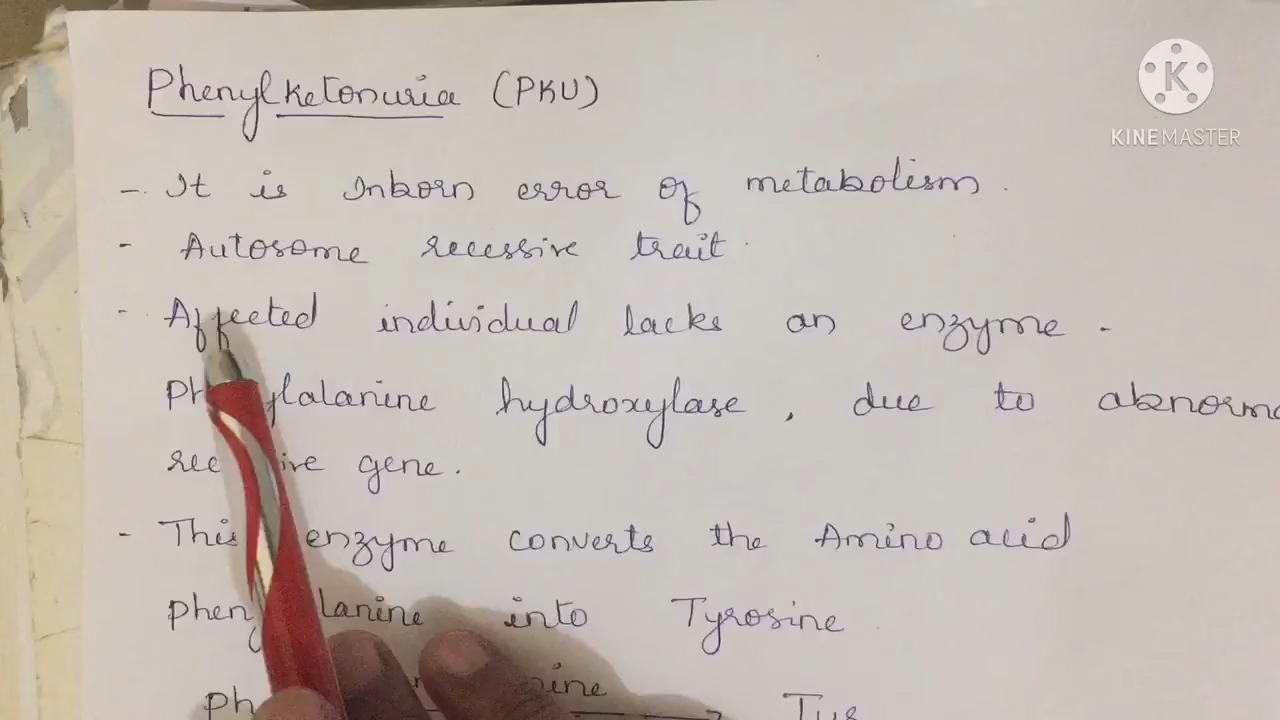 Phenylketonuria (PKU)
K
KINEMASTER
- It is Inborn error of metabolism.
- Autosome recessive trait.
- Affected individual lacks an enzyme -
hydroxylase, due to
gene.
- enzyme converts the Amino acid
into Tyrosine